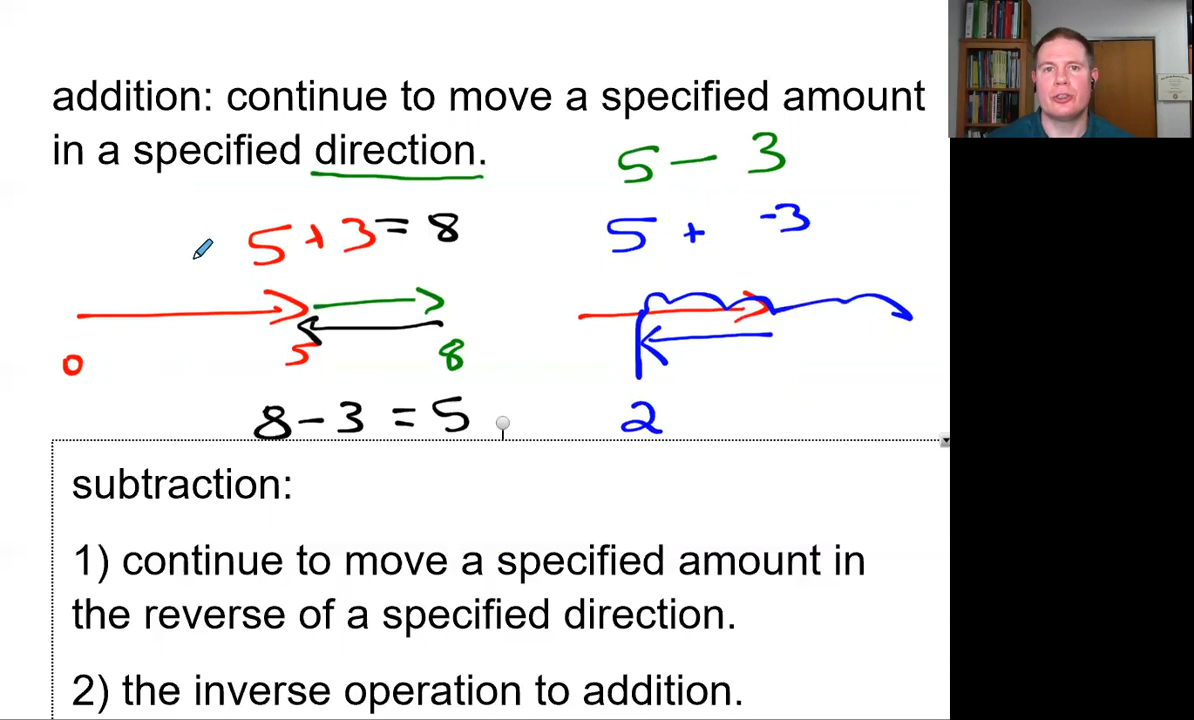 addition: continue to move a specified amount
in a specified direction.
5 - 3
5 + 3 = 8
5 + -3
0
5
8
8 - 3 = 5
2
subtraction:
1) continue to move a specified amount in
the reverse of a specified direction.
2) the inverse operation to addition.